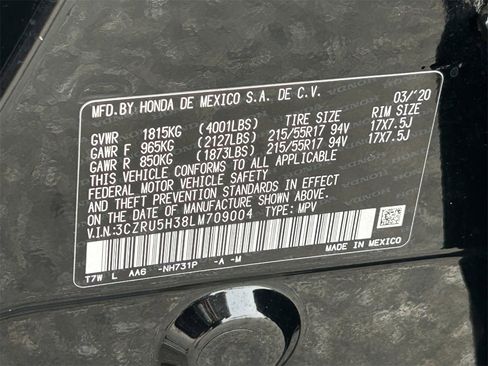 MFD.BY HONDA DE MEXICO S.A. DE C.V. 03/'20
GVWR 1815KG (4001LBS) TIRE SIZE RIM SIZE
GAWR F 965KG (2127LBS) 215/55R17 94V 17X7.5J
GAWR R 850KG (1873LBS) 215/55R17 94V 17X7.5J
THIS VEHICLE CONFORMS TO ALL APPLICABLE
FEDERAL MOTOR VEHICLE SAFETY, BUMPER, AND
THEFT PREVENTION STANDARDS IN EFFECT
ON THE DATE OF MANUFACTURE SHOWN ABOVE.
V.I.N.:3CZRU5H38LM709004 TYPE: MPV
MADE IN MEXICO
T7W L AA6 -NH731P -A -M